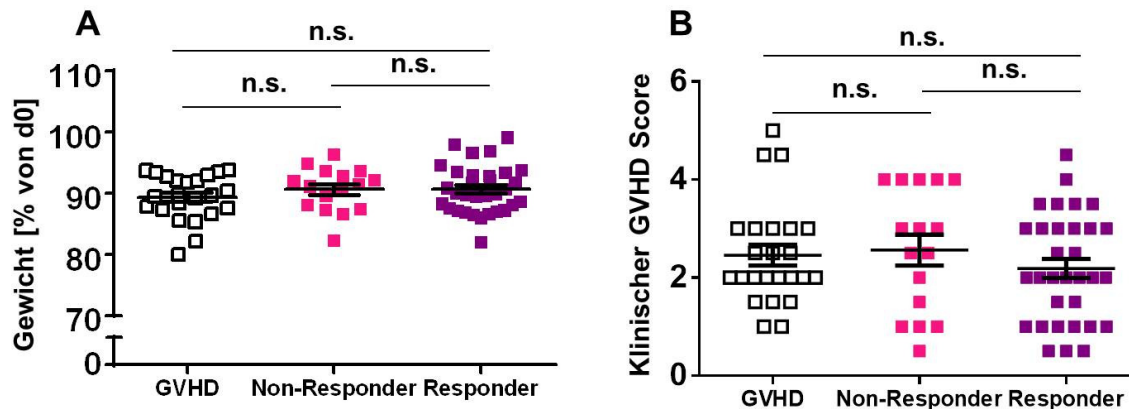 A
n.s.
n.s.
n.s.
Gewicht [% von d0]
110
100
90
80
70
0
GVHD
Non-Responder
Responder
B
n.s.
n.s.
n.s.
Klinischer GVHD Score
6
4
2
0
GVHD
Non-Responder
Responder